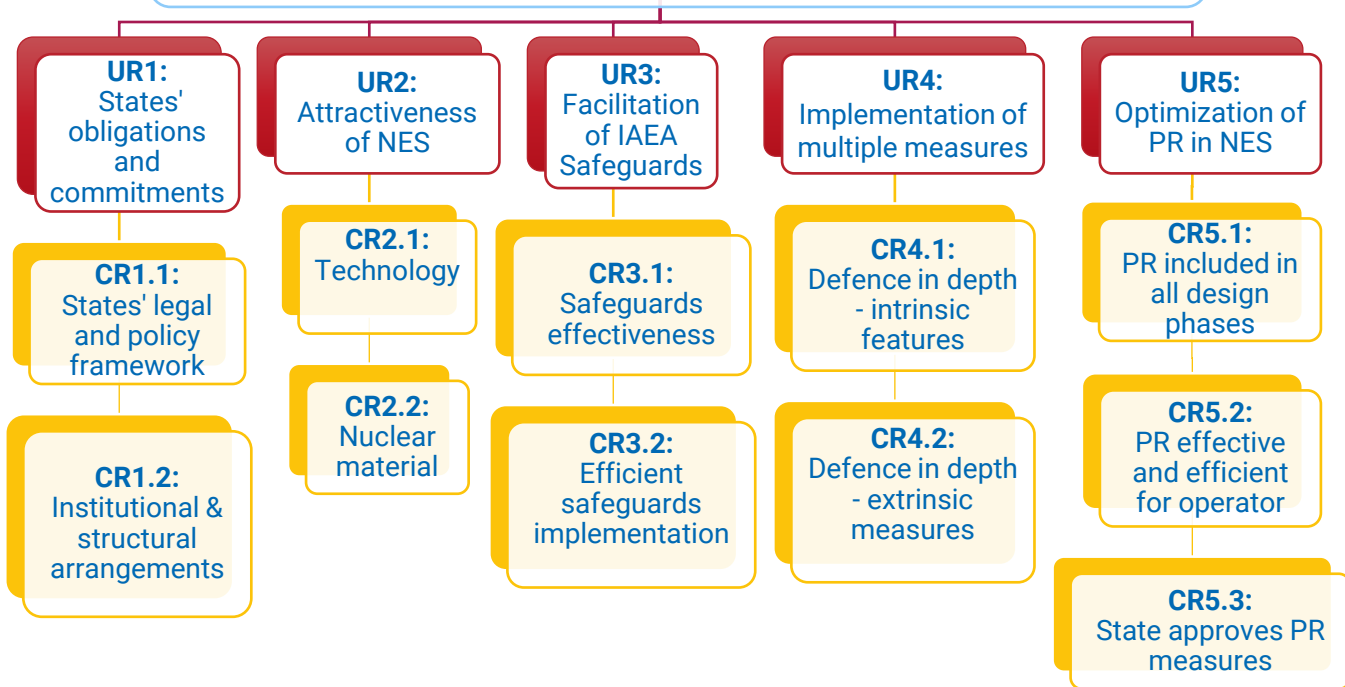 UR1:
States'
obligations
and
commitments
UR2:
Attractiveness
of NES
UR3:
Facilitation
of IAEA
Safeguards
UR4:
Implementation of
multiple measures
UR5:
Optimization of
PR in NES
CR1.1:
States' legal
and policy
framework
CR1.2:
Institutional &
structural
arrangements
CR2.1:
Technology
CR2.2:
Nuclear
material
CR3.1:
Safeguards
effectiveness
CR3.2:
Efficient
safeguards
implementation
CR4.1:
Defence in depth
- intrinsic
features
CR4.2:
Defence in depth
- extrinsic
measures
CR5.1:
PR included in
all design
phases
CR5.2:
PR effective
and efficient
for operator
CR5.3:
State approves PR
measures